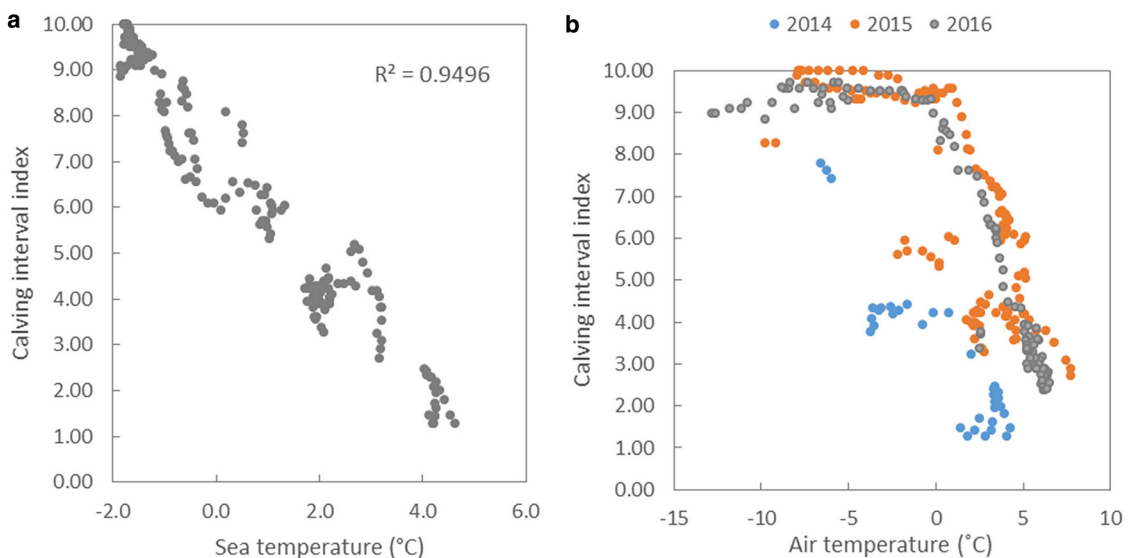 a
10.00
9.00
8.00
7.00
6.00
5.00
4.00
3.00
2.00
1.00
0.00
Calving interval index
R² = 0.9496
-2.0 0.0 2.0 4.0 6.0
Sea temperature (°C)
b
2014 2015 2016
10.00
9.00
8.00
7.00
6.00
5.00
4.00
3.00
2.00
1.00
0.00
Calving interval index
-15 -10 -5 0 5 10
Air temperature (˚C)